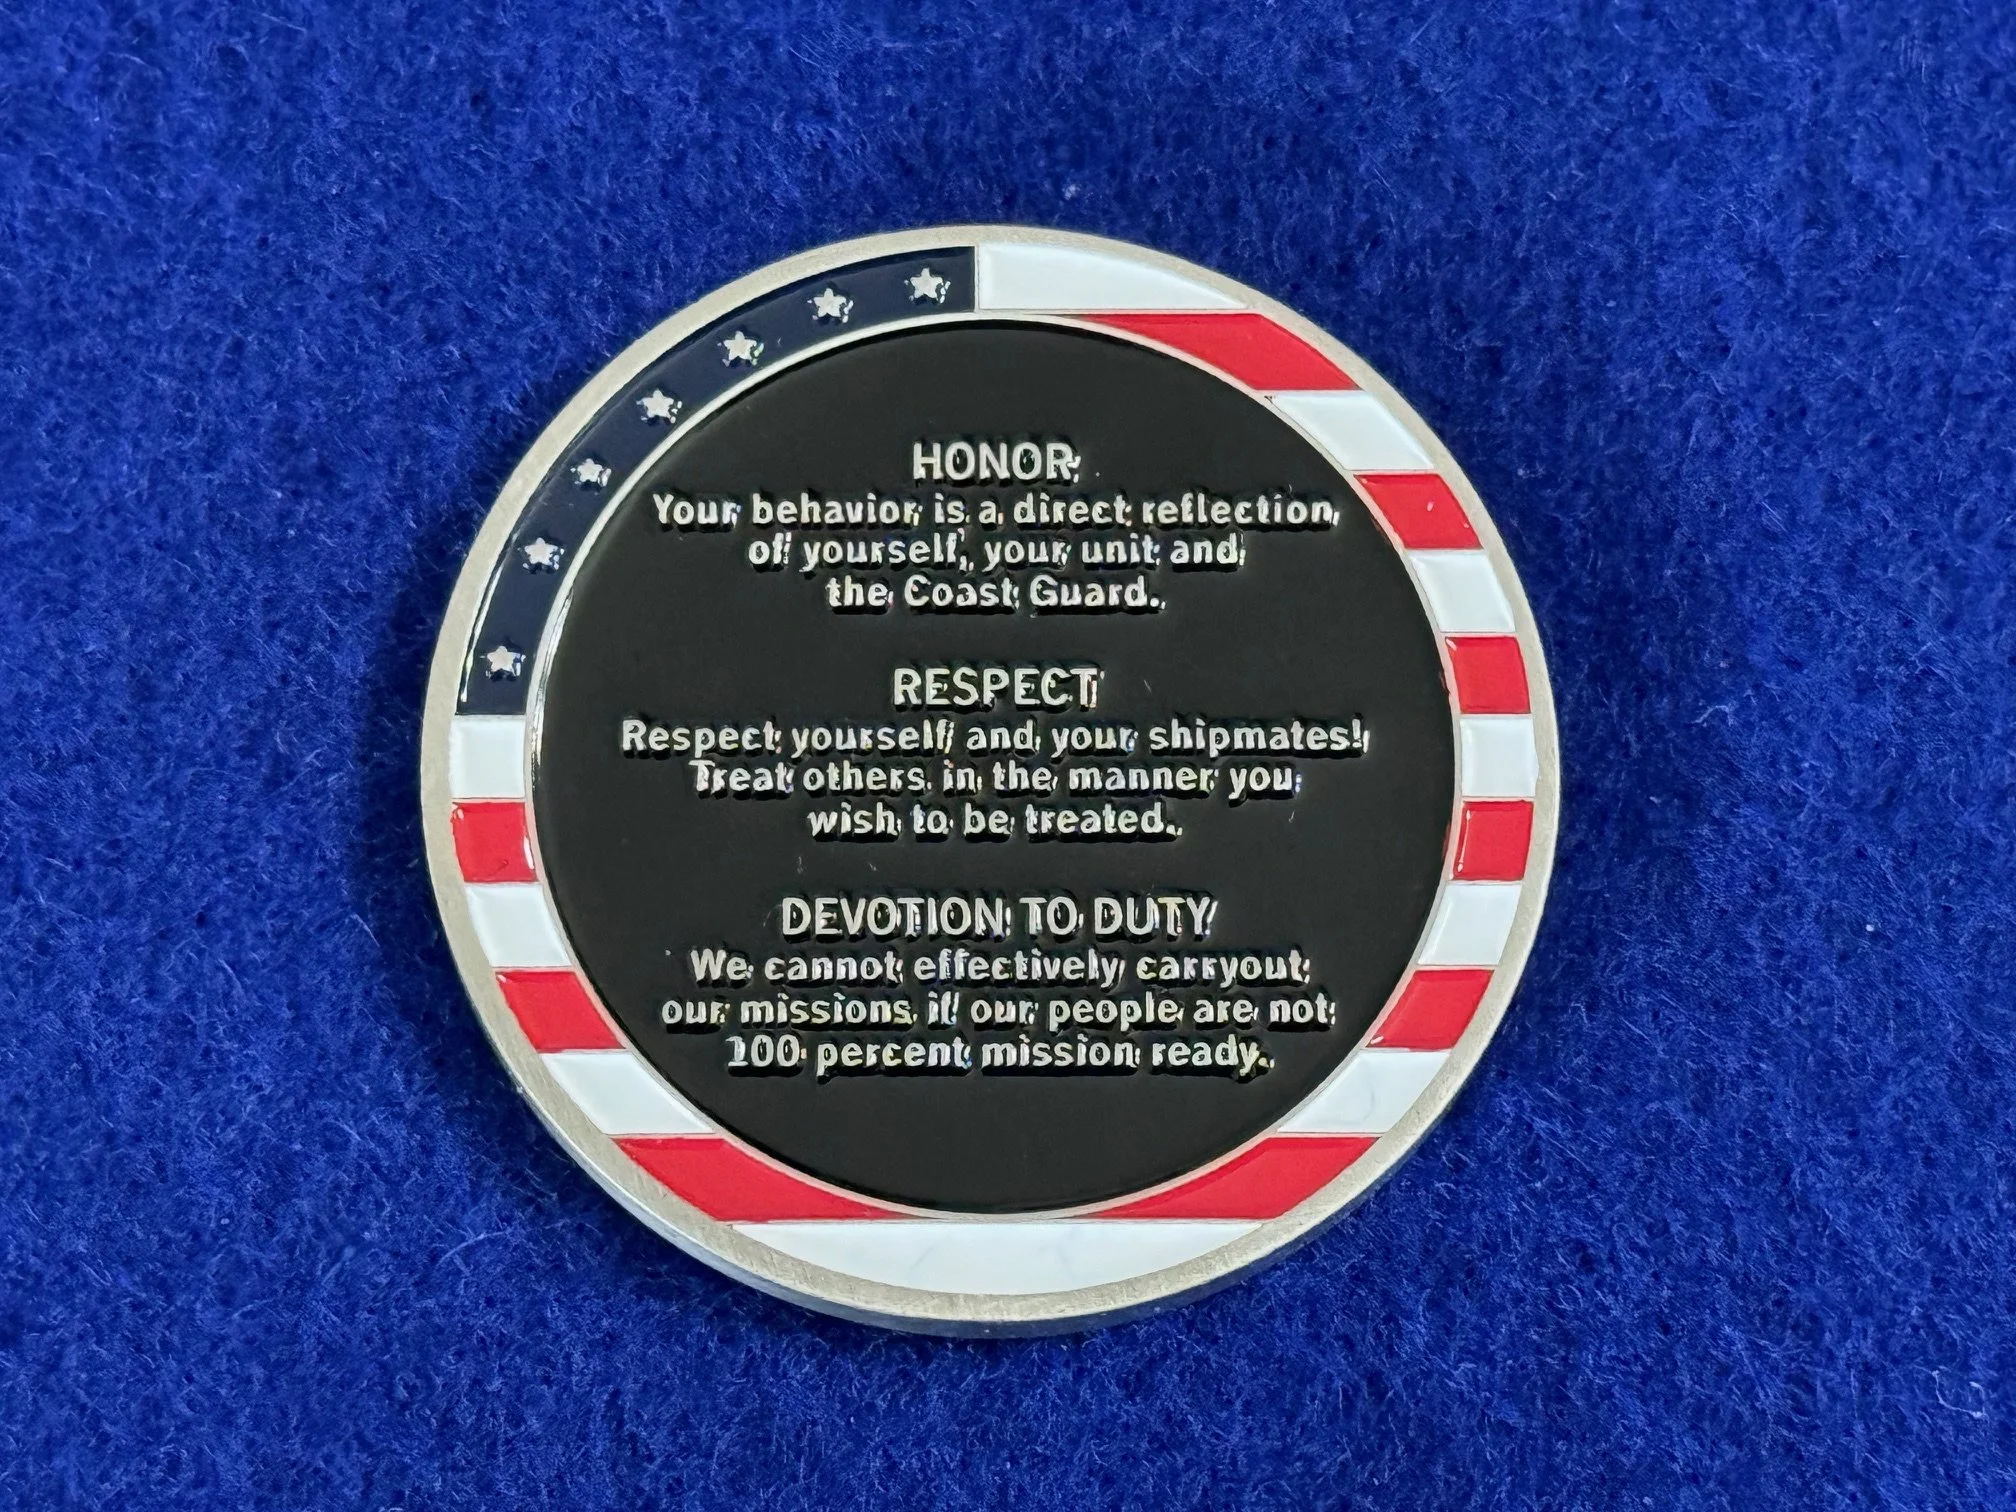 HONOR
Your behavior is a direct reflection
of yourself, your unit and
the Coast Guard.
RESPECT
Respect yourself and your shipmates!
Treat others in the manner you
wish to be treated.
DEVOTION TO DUTY
We cannot effectively carryout
our missions if our people are not
100 percent mission ready.